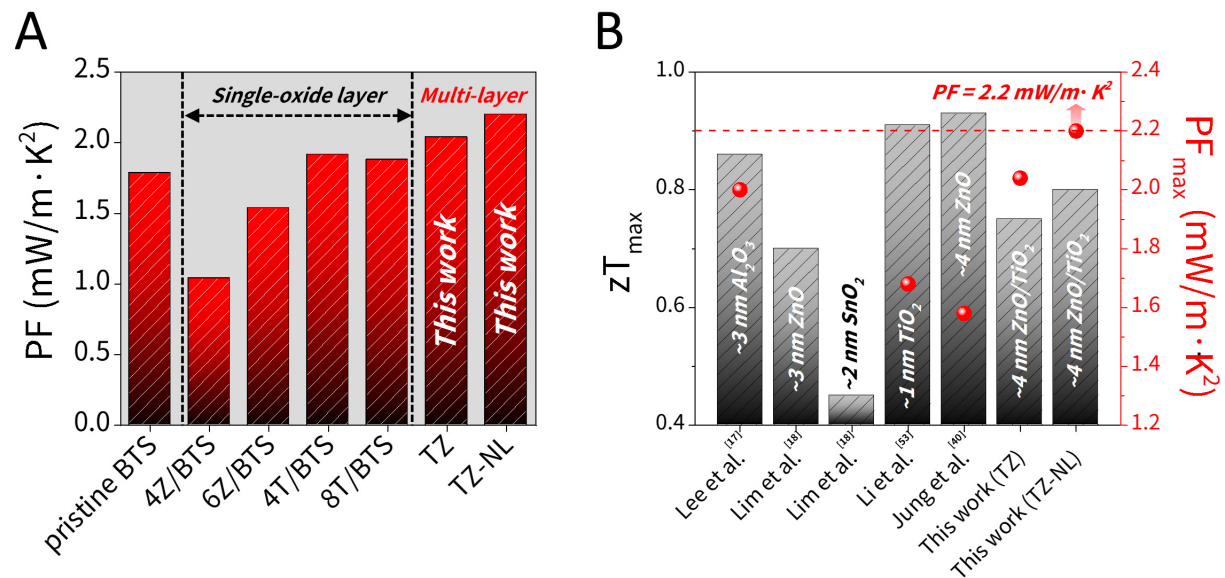 A
PF (mW/m · K²)
2.5
2.0
1.5
1.0
0.5
0.0
Single-oxide layer
Multi-layer
This work
This work
pristine BTS
4Z/BTS
6Z/BTS
4T/BTS
8T/BTS
TZ
TZ-NL
B
zT_max
1.0
0.8
0.6
0.4
PF = 2.2 mW/m· K²
~3 nm Al₂O₃
~3 nm ZnO
~2 nm SnO₂
~1 nm TiO₂
~4 nm ZnO
~4 nm ZnO/TiO₂
~4 nm ZnO/TiO₂
Lee et al. [17]
Lim et al. [18]
Lim et al. [18]
Li et al. [53]
Jung et al. [40]
This work (TZ)
This work (TZ-NL)
2.4
2.2
2.0
1.8
1.6
1.4
1.2
PF_max (mW/m·K²)